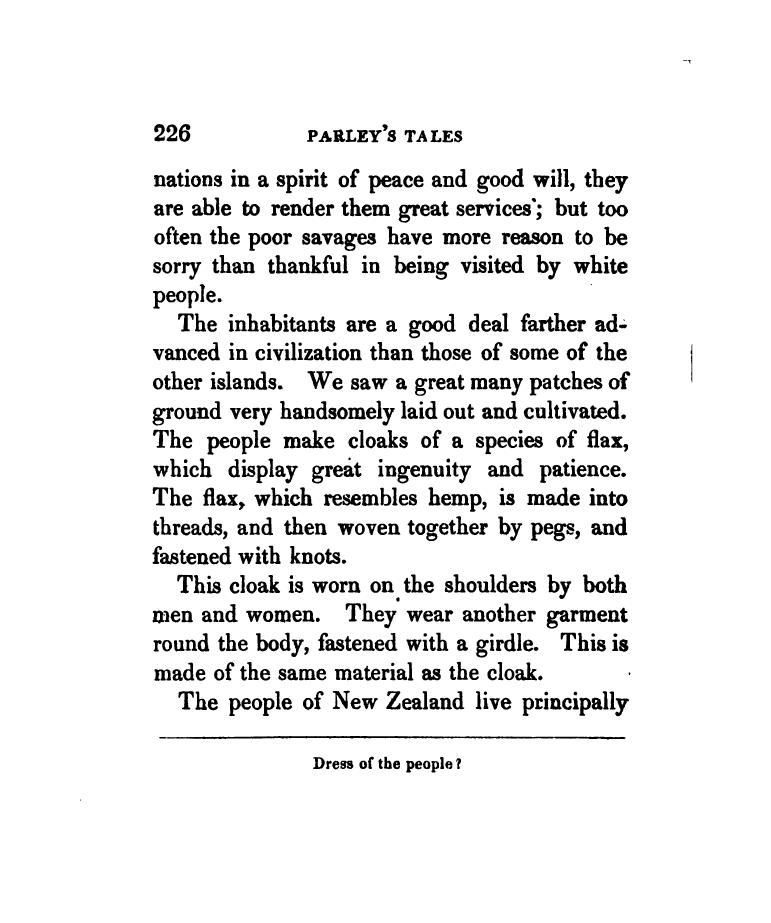 226 PARLEY'S TALES
nations in a spirit of peace and good will, they
are able to render them great services; but too
often the poor savages have more reason to be
sorry than thankful in being visited by white
people.
The inhabitants are a good deal farther ad-
vanced in civilization than those of some of the
other islands. We saw a great many patches of
ground very handsomely laid out and cultivated.
The people make cloaks of a species of flax,
which display great ingenuity and patience.
The flax, which resembles hemp, is made into
threads, and then woven together by pegs, and
fastened with knots.
This cloak is worn on the shoulders by both
men and women. They wear another garment
round the body, fastened with a girdle. This is
made of the same material as the cloak.
The people of New Zealand live principally
Dress of the people?